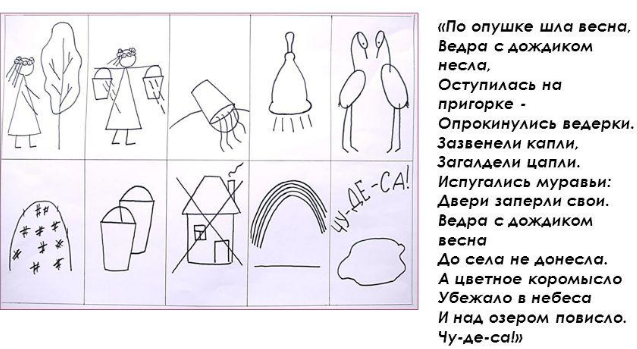 ЧУ-ДЕ-СА!
«По опушке шла весна,
Ведра с дождиком
несла,
Оступилась на
пригорке -
Опрокинулись ведерки.
Зазвенели капли,
Загалдели цапли.
Испугались муравьи:
Двери заперли свои.
Ведра с дождиком
весна
До села не донесла.
А цветное коромысло
Убежало в небеса
И над озером повисло.
Чу-де-са!»